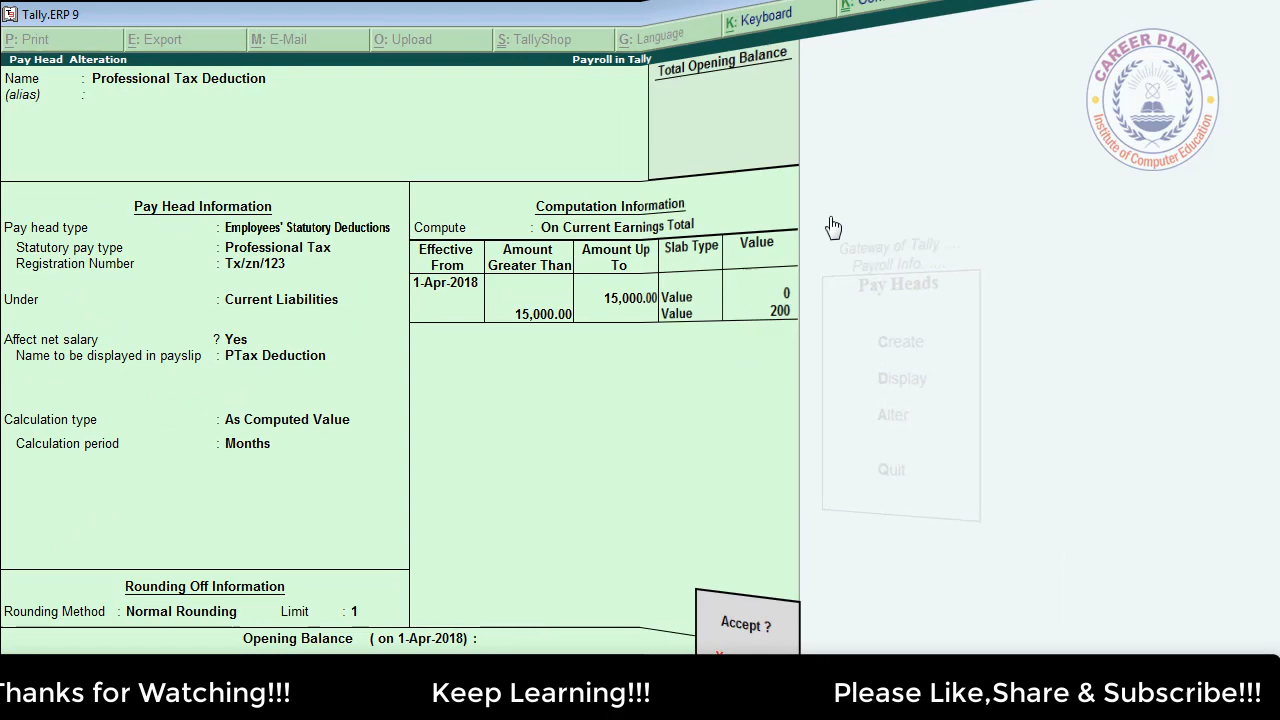 Tally.ERP 9
P: Print E: Export M: E-Mail O: Upload S: TallyShop G: Language K: Keyboard
Pay Head Alteration Payroll in Tally
Name : Professional Tax Deduction
(alias) :
Total Opening Balance
CAREER PLANET
Institute of Computer Education
Pay Head Information
Pay head type : Employees' Statutory Deductions
Statutory pay type : Professional Tax
Registration Number : Tx/zn/123
Under : Current Liabilities
Affect net salary ? Yes
Name to be displayed in payslip : PTax Deduction
Calculation type : As Computed Value
Calculation period : Months
Computation Information
Compute : On Current Earnings Total
Effective From Amount Greater Than Amount Up To Slab Type Value
1-Apr-2018
15,000.00 Value 0
15,000.00 Value 200
Gateway of Tally ....
Payroll Info. ....
Pay Heads
Create
Display
Alter
Quit
Rounding Off Information
Rounding Method : Normal Rounding Limit : 1
Opening Balance ( on 1-Apr-2018) :
Accept ?
Thanks for Watching!!! Keep Learning!!! Please Like,Share & Subscribe!!!